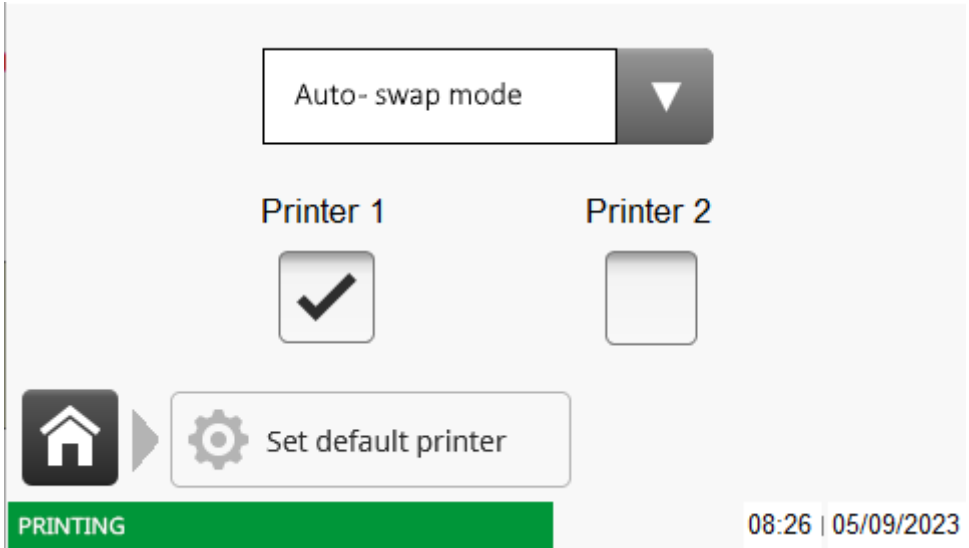 Auto- swap mode
Printer 1 Printer 2
Set default printer
PRINTING 08:26 | 05/09/2023